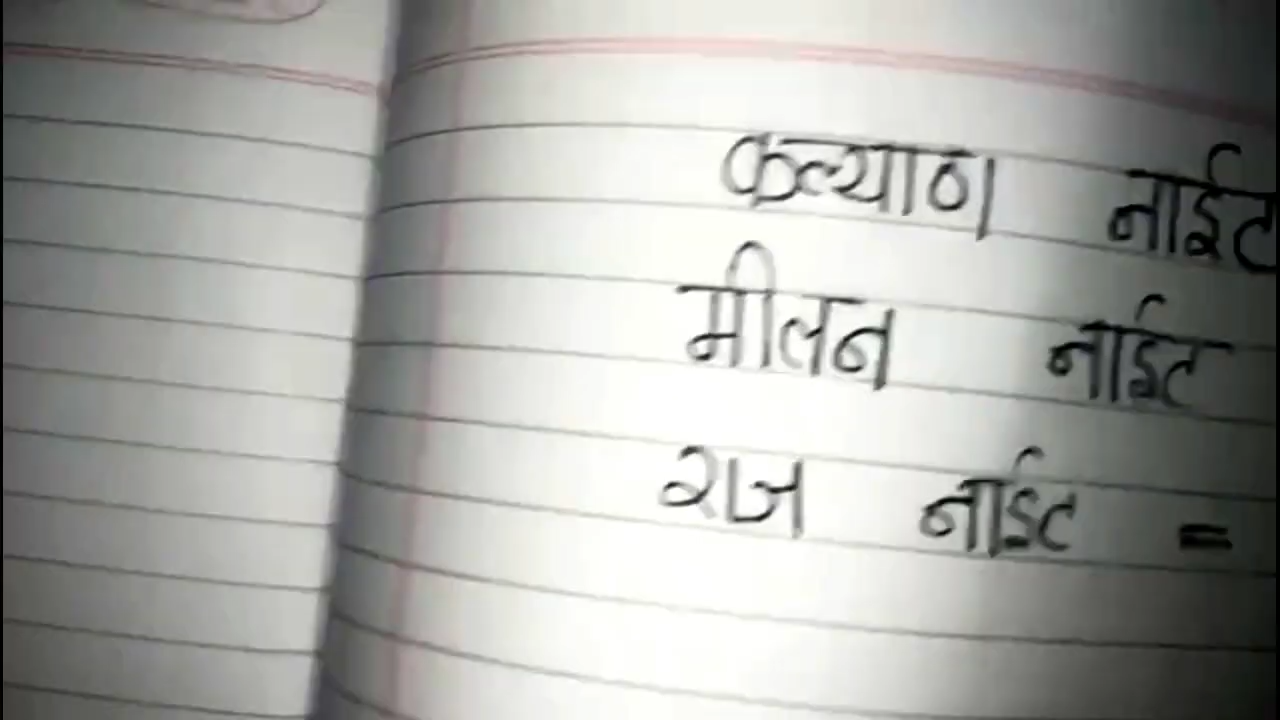 कल्याण नाईट
मीलन नाईट
राज नाईट =